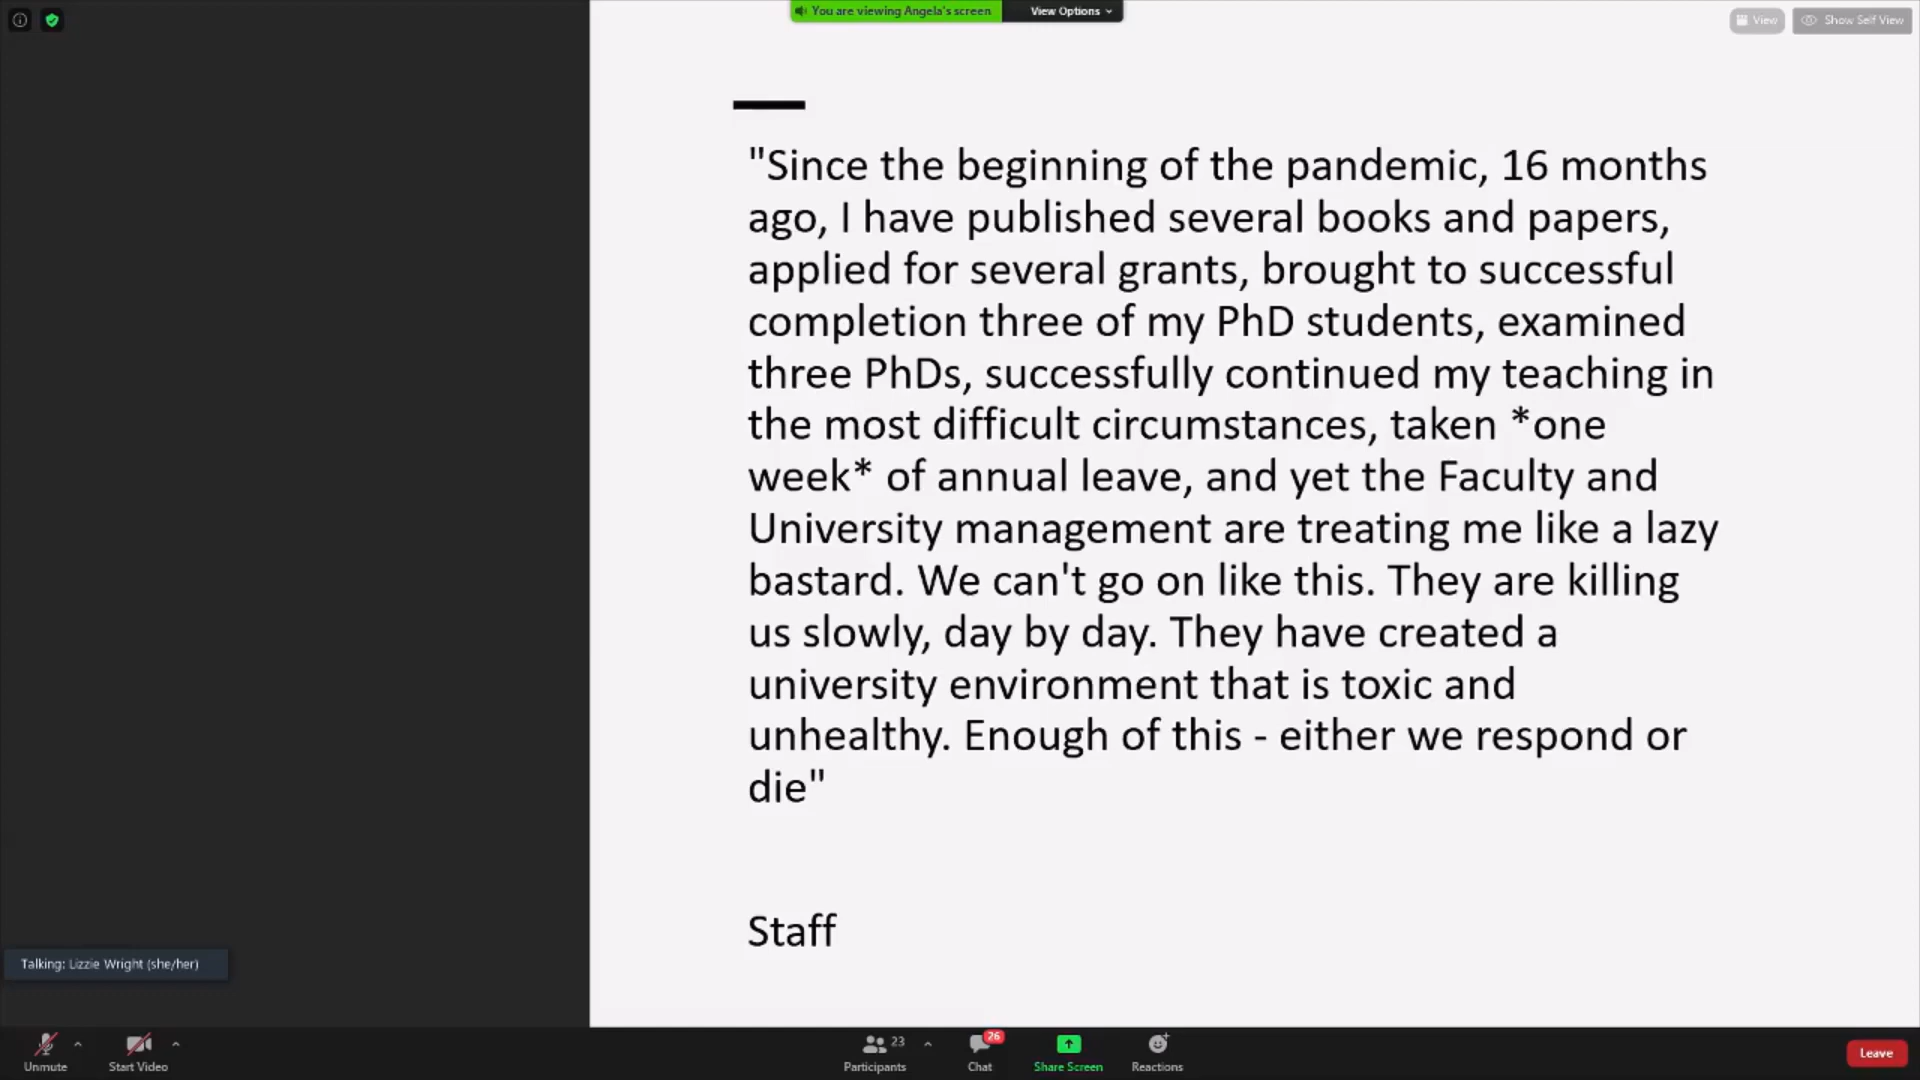 You are viewing Angela's screen
View Options
View
Show Self View
"Since the beginning of the pandemic, 16 months
ago, I have published several books and papers,
applied for several grants, brought to successful
completion three of my PhD students, examined
three PhDs, successfully continued my teaching in
the most difficult circumstances, taken *one
week* of annual leave, and yet the Faculty and
University management are treating me like a lazy
bastard. We can't go on like this. They are killing
us slowly, day by day. They have created a
university environment that is toxic and
unhealthy. Enough of this - either we respond or
die"
Staff
Talking: Lizzie Wright (she/her)
Unmute
Start Video
23
Participants
26
Chat
Share Screen
Reactions
Leave